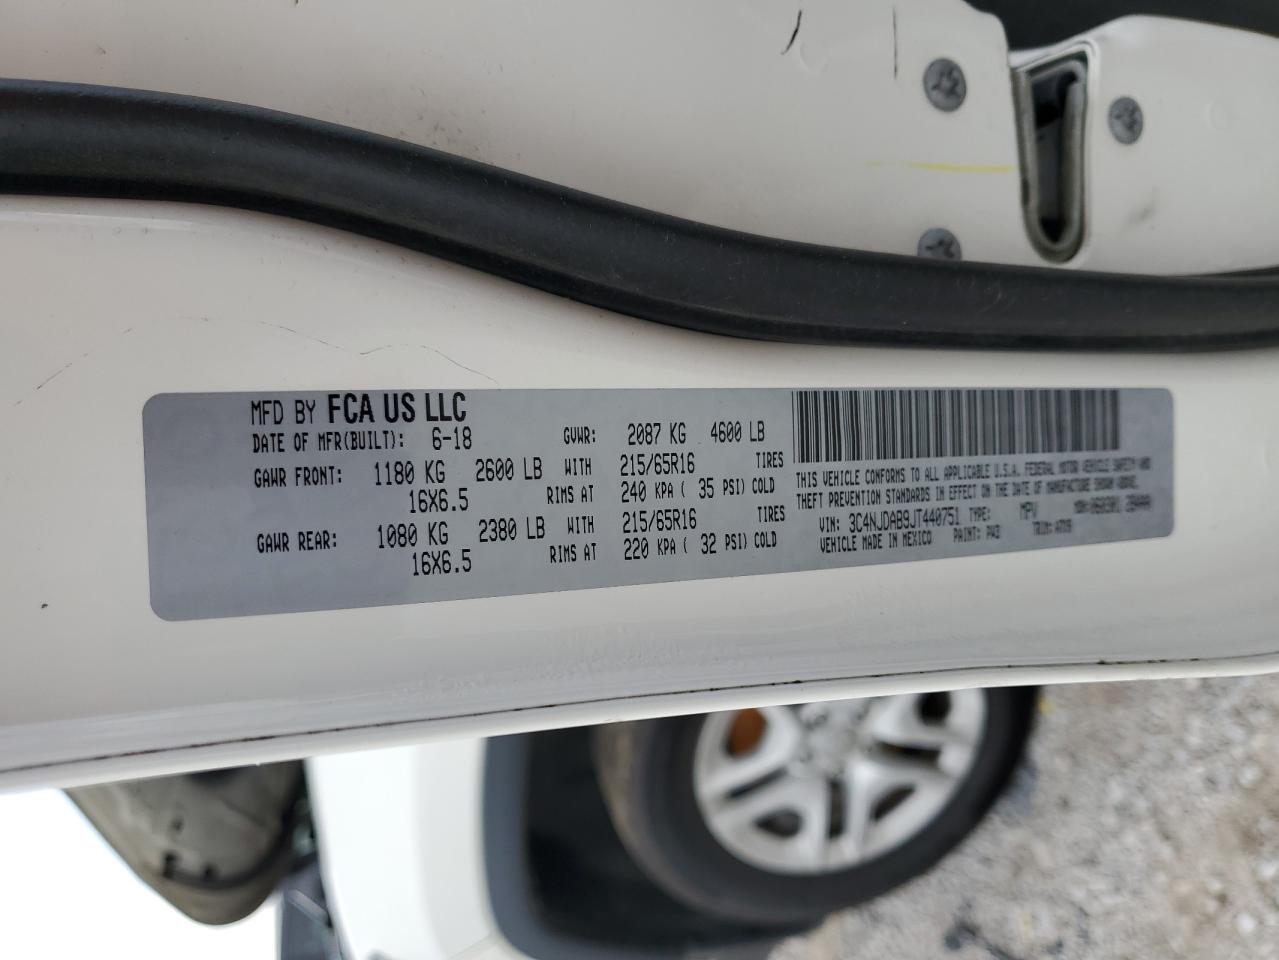 MFD BY FCA US LLC
DATE OF MFR(BUILT): 6-18 GVWR: 2087 KG 4600 LB
GAWR FRONT: 1180 KG 2600 LB WITH 215/65R16 TIRES
16X6.5 RIMS AT 240 KPA ( 35 PSI) COLD
GAWR REAR: 1080 KG 2380 LB WITH 215/65R16 TIRES
16X6.5 RIMS AT 220 KPA ( 32 PSI) COLD
THIS VEHICLE CONFORMS TO ALL APPLICABLE U.S.A. FEDERAL MOTOR VEHICLE SAFETY AND
THEFT PREVENTION STANDARDS IN EFFECT ON THE DATE OF MANUFACTURE SHOWN ABOVE.
VIN: 3C4NJDAB9JT440751 TYPE: MPV MDH:
VEHICLE MADE IN MEXICO PAINT: PW3 TRIM: